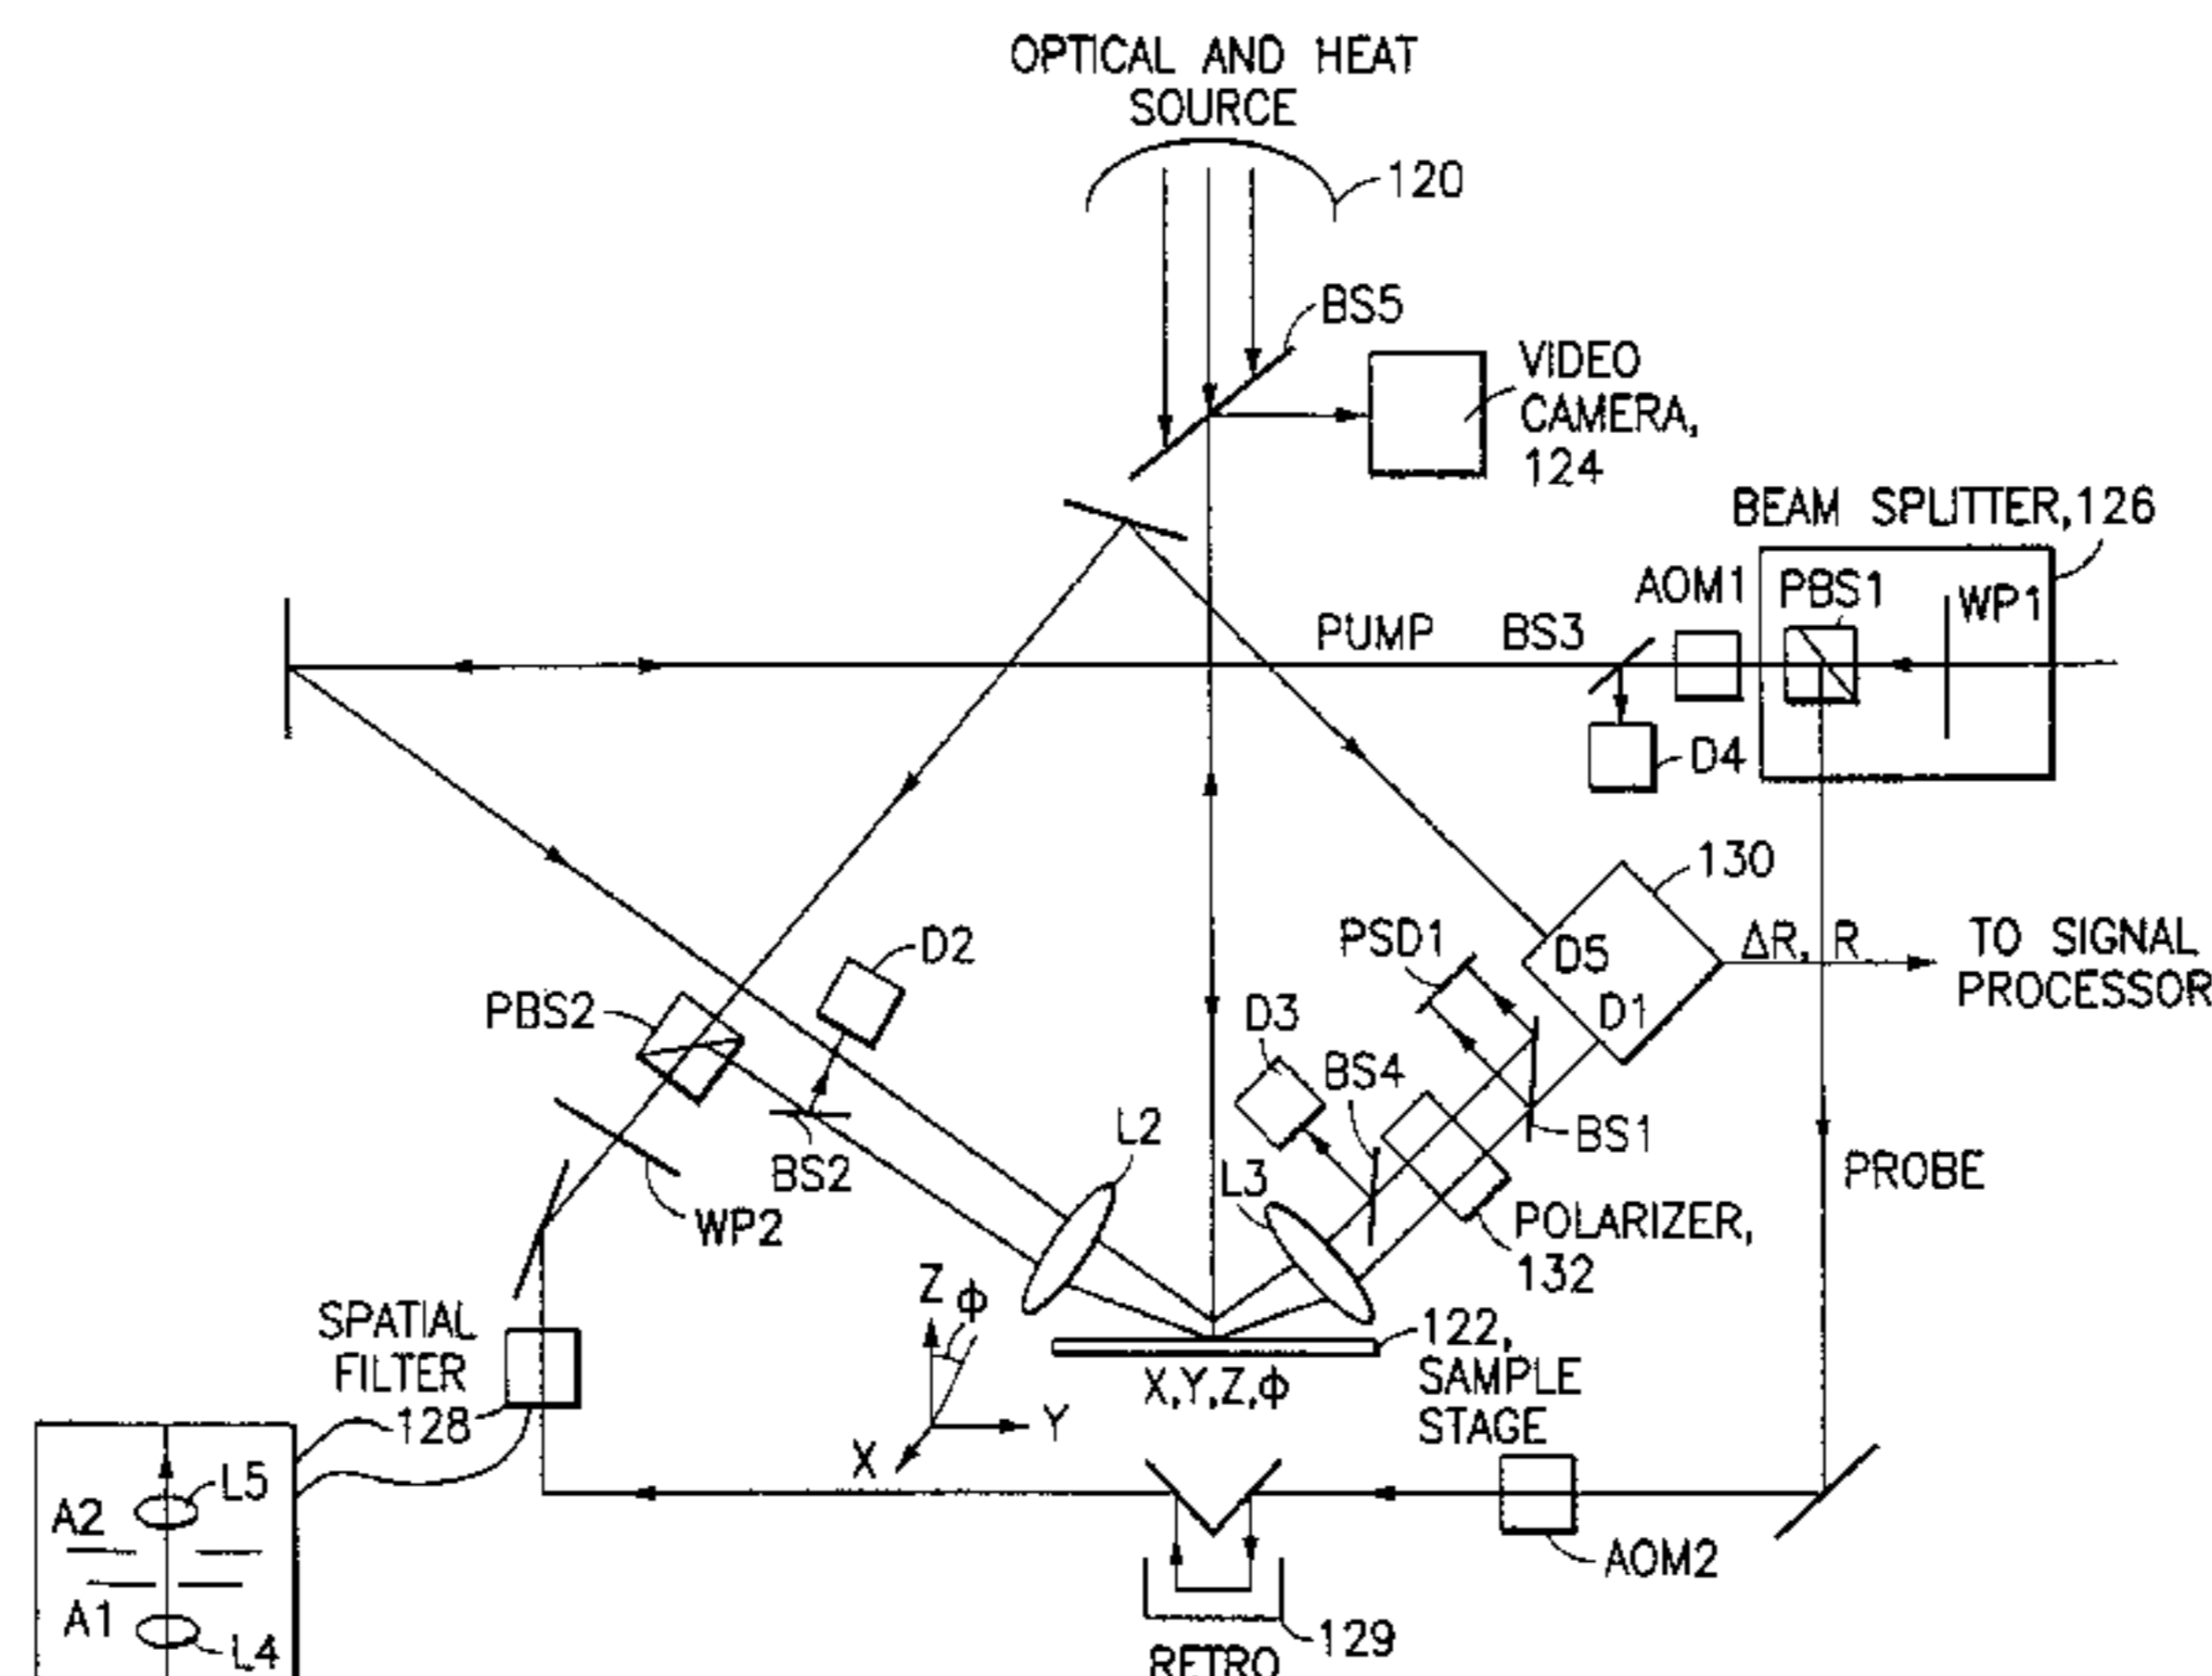 OPTICAL AND HEAT
SOURCE
120
BS5
VIDEO
CAMERA,
124
BEAM SPLITTER,126
AOM1
PBS1
WP1
PUMP
BS3
D4
130
D2
PSD1
D5
ΔR, R
TO SIGNAL
PROCESSOR
PBS2
D3
D1
BS4
L2
BS1
BS2
L3
PROBE
WP2
POLARIZER,
132
Z
ϕ
SPATIAL
FILTER
128
122,
SAMPLE
STAGE
X,Y,Z,ϕ
Y
X
L5
A2
AOM2
A1
L4
129
RETRO